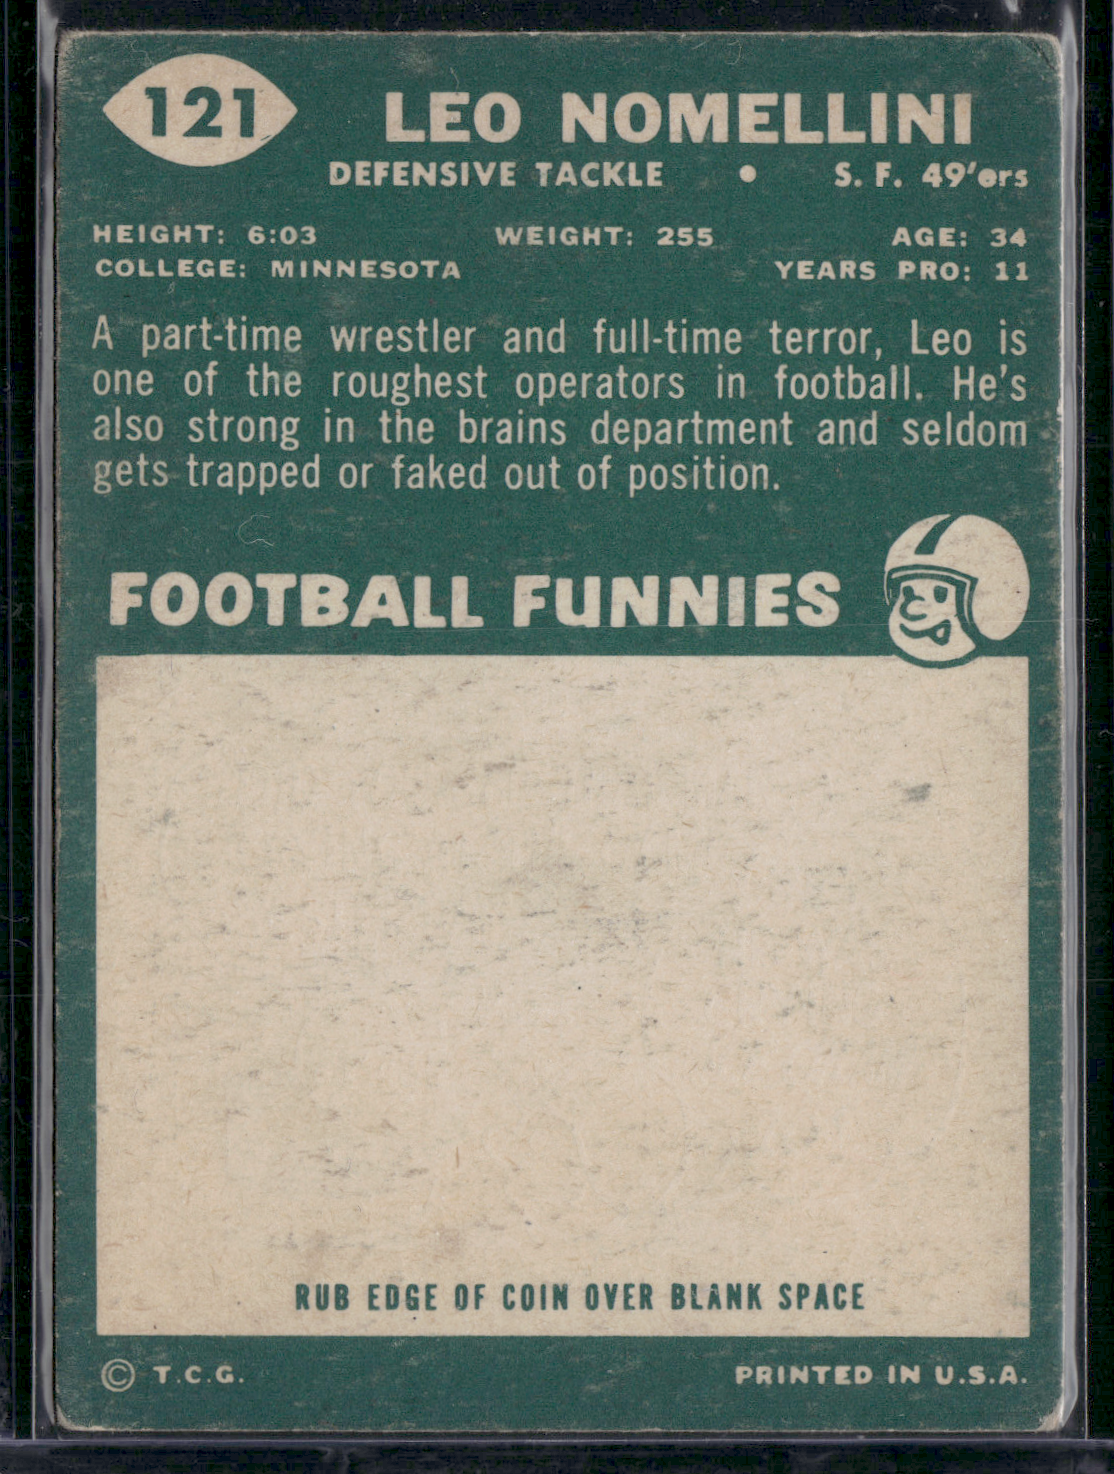 121
LEO NOMELLINI
DEFENSIVE TACKLE • S. F. 49'ers
HEIGHT: 6:03 WEIGHT: 255 AGE: 34
COLLEGE: MINNESOTA YEARS PRO: 11
A part-time wrestler and full-time terror, Leo is
one of the roughest operators in football. He's
also strong in the brains department and seldom
gets trapped or faked out of position.
FOOTBALL FUNNIES
RUB EDGE OF COIN OVER BLANK SPACE
© T.C.G. PRINTED IN U.S.A.